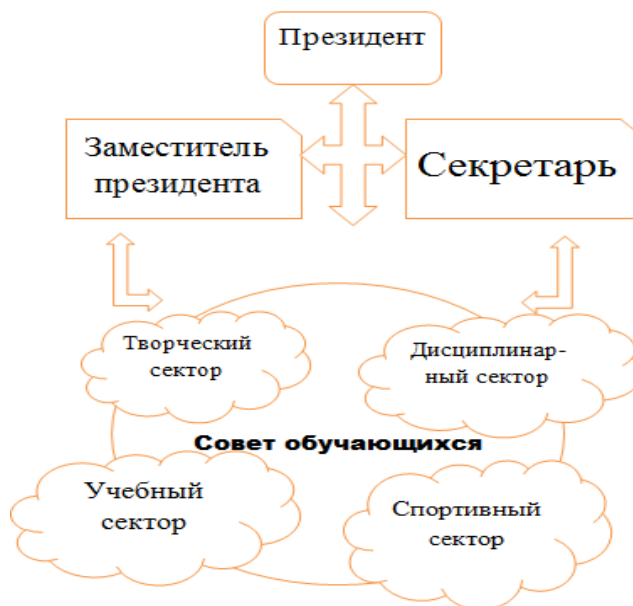 Президент
Заместитель
президента
Секретарь
Творческий
сектор
Дисциплинар-
ный сектор
Совет обучающихся
Учебный
сектор
Спортивный
сектор